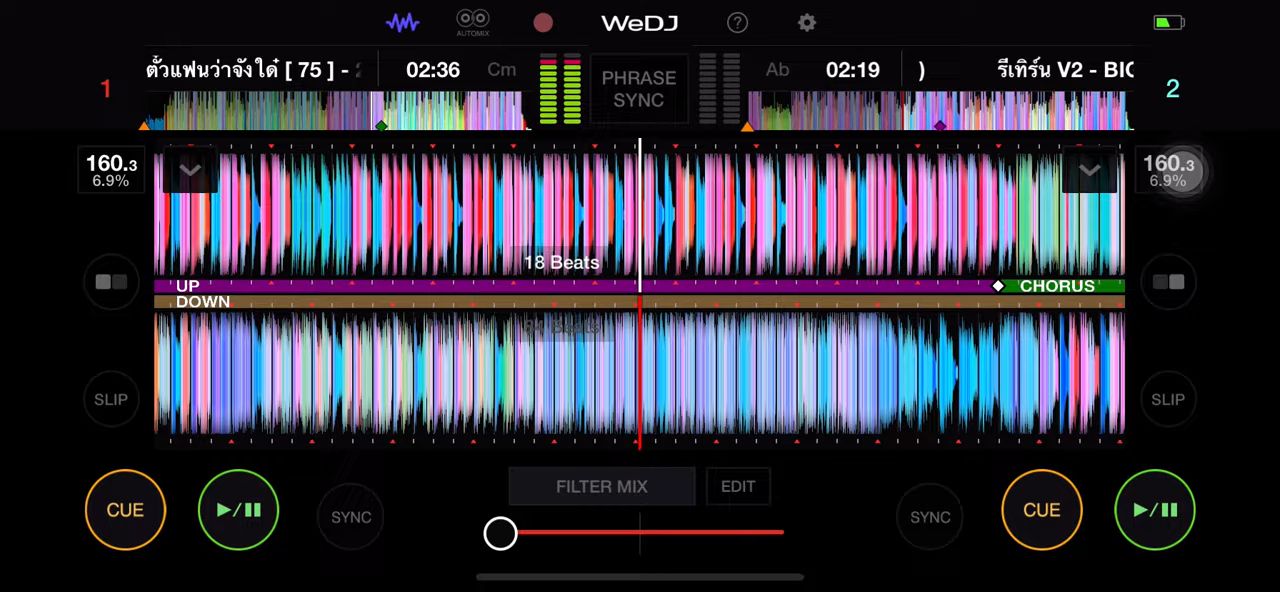 AUTOMIX
WeDJ
?
1
ตั๋วแฟนว่าจังใด๋ [ 75 ] -
02:36
Cm
PHRASE
SYNC
Ab
02:19
)
รีเทิร์น V2 - BIC
2
160.3
6.9%
160.3
6.9%
18 Beats
UP
CHORUS
DOWN
Beats
SLIP
SLIP
CUE
SYNC
FILTER MIX
EDIT
SYNC
CUE